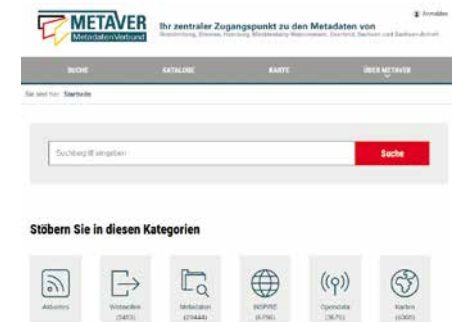 Anmelden
METAVER
MetadatenVerbund
Ihr zentraler Zugangspunkt zu den Metadaten von
Brandenburg, Bremen, Hamburg, Mecklenburg-Vorpommern, Saarland, Sachsen und Sachsen-Anhalt
SUCHE KATALOGE KARTE ÜBER METAVER
Sie sind hier: Startseite
Suchbegriff eingeben Suche
Stöbern Sie in diesen Kategorien
Aktuelles Webseiten Metadaten INSPIRE Opendata Karten